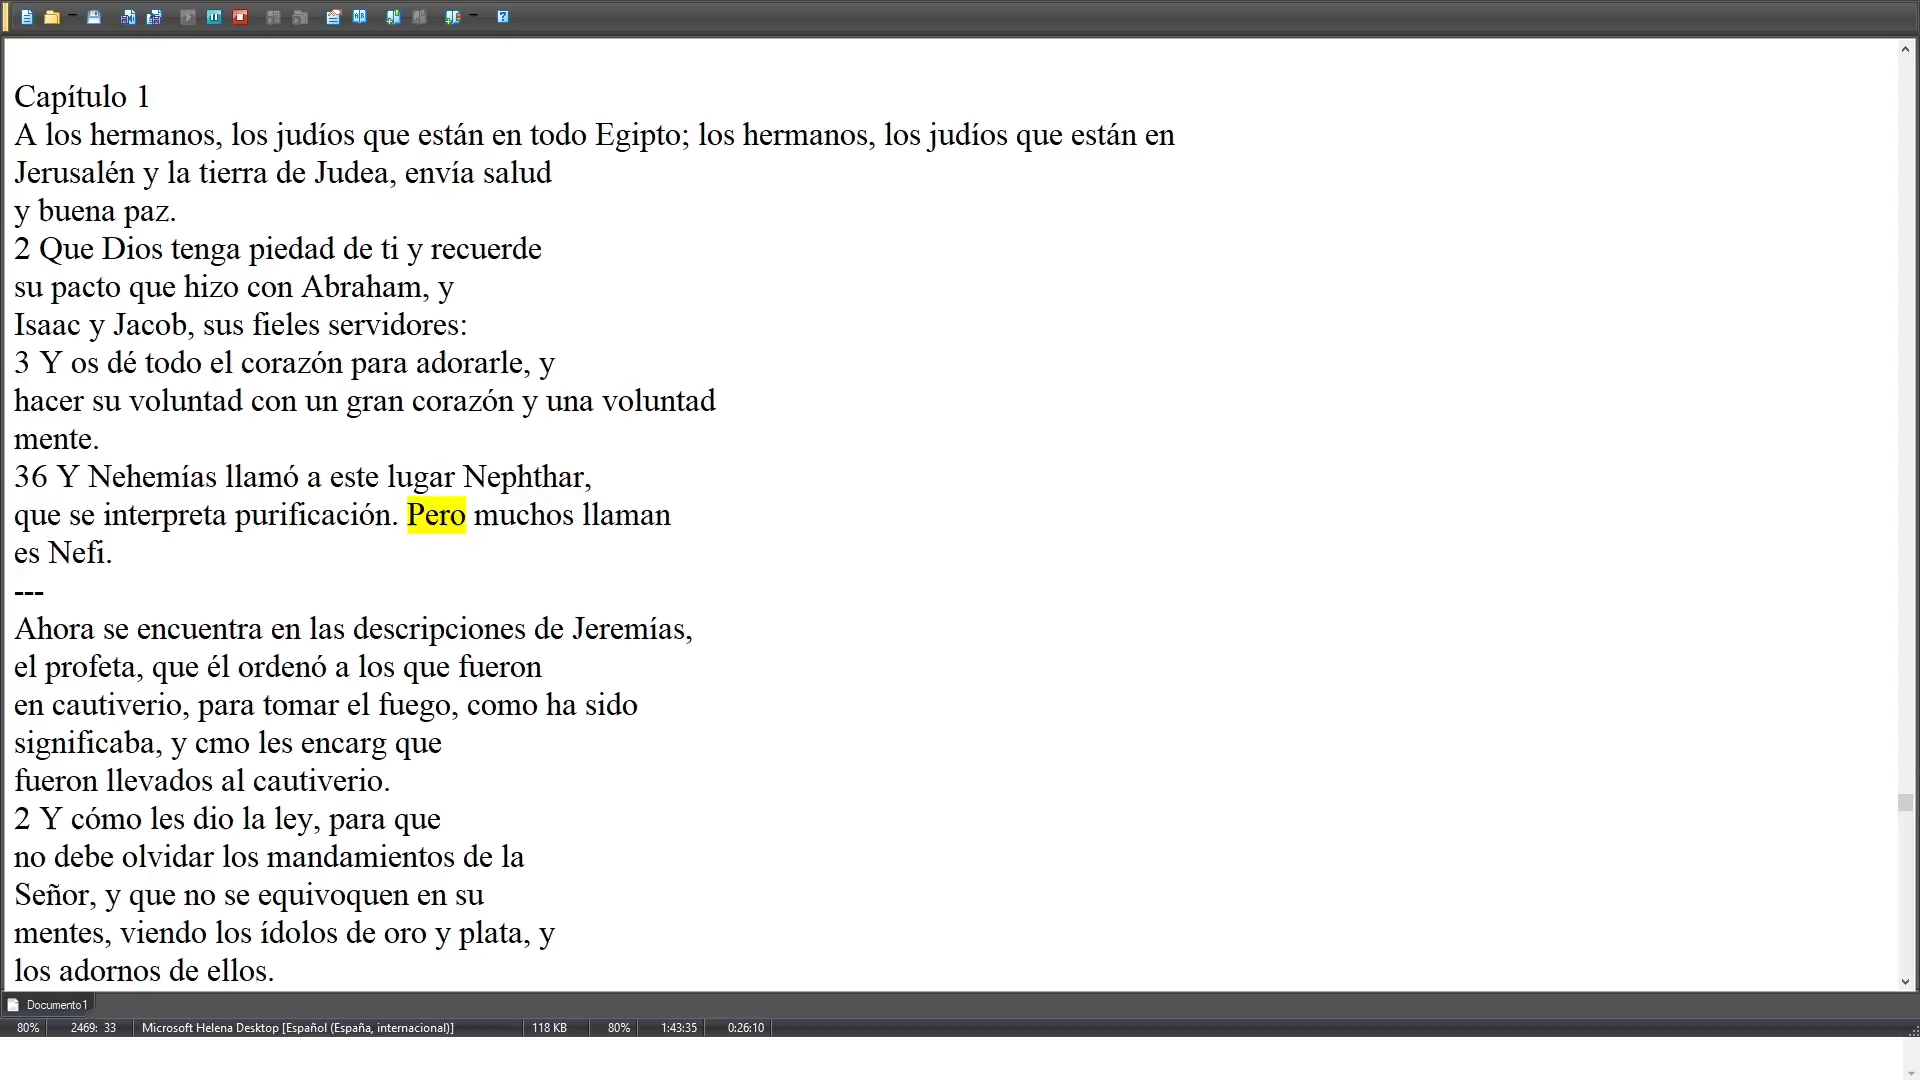 Capítulo 1
A los hermanos, los judíos que están en todo Egipto; los hermanos, los judíos que están en
Jerusalén y la tierra de Judea, envía salud
y buena paz.
2 Que Dios tenga piedad de ti y recuerde
su pacto que hizo con Abraham, y
Isaac y Jacob, sus fieles servidores:
3 Y os dé todo el corazón para adorarle, y
hacer su voluntad con un gran corazón y una voluntad
mente.
36 Y Nehemías llamó a este lugar Nephthar,
que se interpreta purificación. Pero muchos llaman
es Nefi.
---
Ahora se encuentra en las descripciones de Jeremías,
el profeta, que él ordenó a los que fueron
en cautiverio, para tomar el fuego, como ha sido
significaba, y cmo les encarg que
fueron llevados al cautiverio.
2 Y cómo les dio la ley, para que
no debe olvidar los mandamientos de la
Señor, y que no se equivoquen en su
mentes, viendo los ídolos de oro y plata, y
los adornos de ellos.
Documento1
80% 2469: 33 Microsoft Helena Desktop [Español (España, internacional)] 118 KB 80% 1:43:35 0:26:10